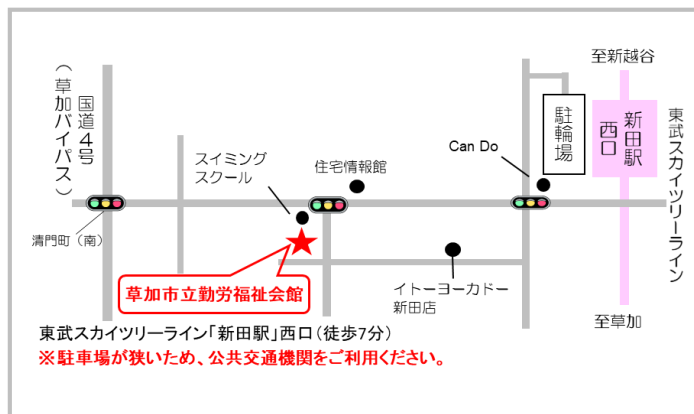 国道4号
（草加バイパス）
清門町（南）
スイミング
スクール
住宅情報館
Can Do
駐輪場
至新越谷
新田駅
西口
東武スカイツリーライン
至草加
イトーヨーカドー
新田店
草加市立勤労福祉会館
東武スカイツリーライン「新田駅」西口（徒歩7分）
※駐車場が狭いため、公共交通機関をご利用ください。